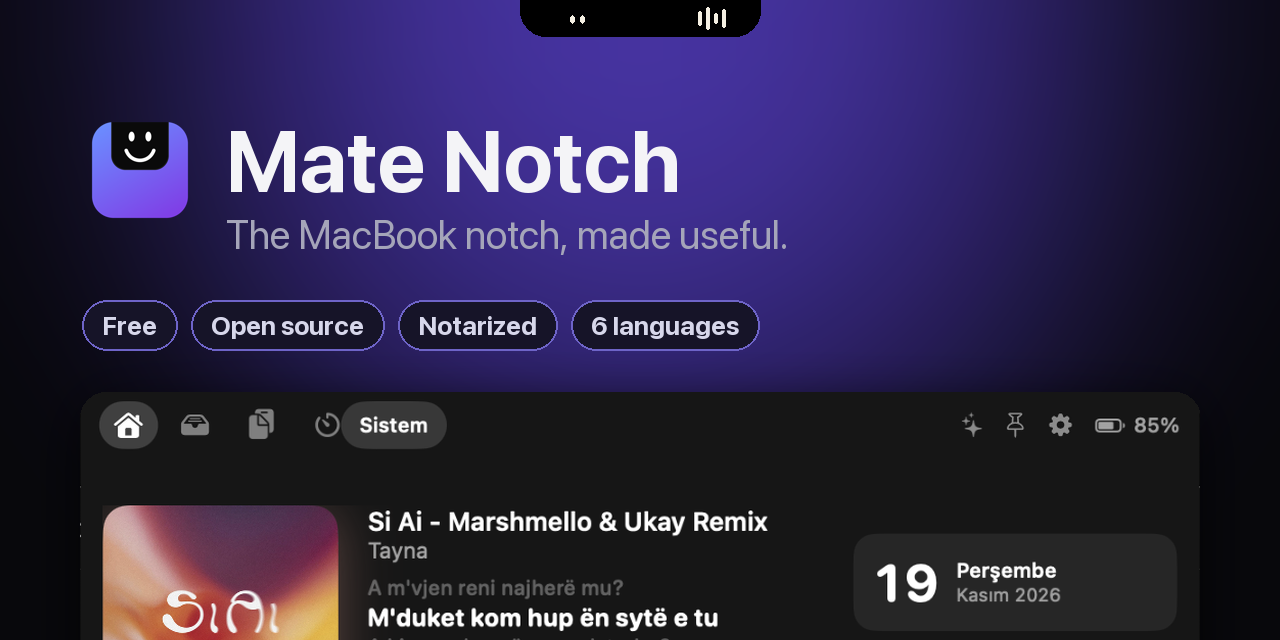 Mate Notch
The MacBook notch, made useful.
Free
Open source
Notarized
6 languages
Sistem
85%
Si Ai - Marshmello & Ukay Remix
Tayna
A m'vjen reni najherë mu?
M'duket kom hup ën sytë e tu
SiAi
19
Perşembe
Kasım 2026